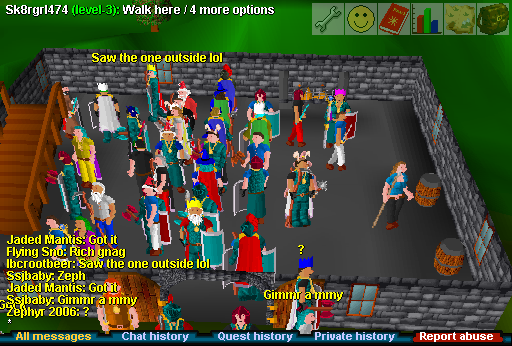 Sk8rgrl474 (level-3): Walk here / 4 more options
Saw the one outside lol
?
Gimmr a mmy
Jaded Mantis: Got it
Flying Sno: Rich gnag
Ibcrootbeer: Saw the one outside lol
Ssjbaby: Zeph
Jaded Mantis: Got it
Ssjbaby: Gimmr a mmy
Zephyr 2006: ?
*
All messages
Chat history
Quest history
Private history
Report abuse